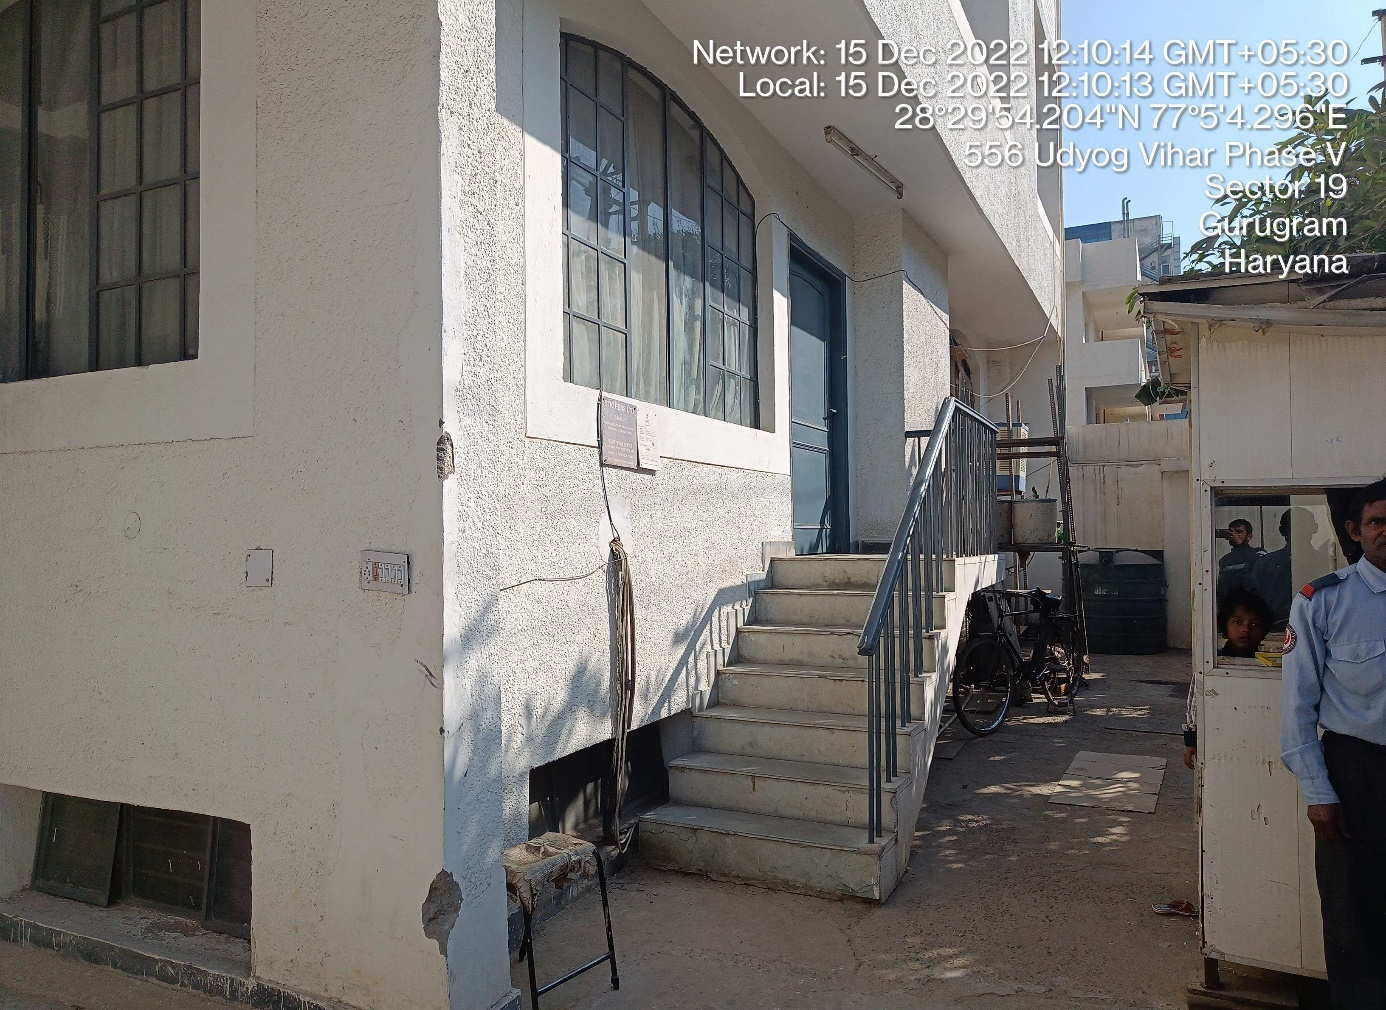 Network: 15 Dec 2022 12:10:14 GMT+05:30
Local: 15 Dec 2022 12:10:13 GMT+05:30
28°29'54.204"N 77°5'4.296"E
556 Udyog Vihar Phase V
Sector 19
Gurugram
Haryana